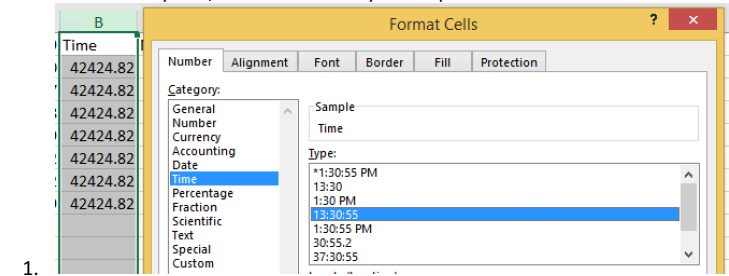 B
Format Cells
? ×
Time
42424.82
42424.82
42424.82
42424.82
42424.82
42424.82
42424.82
Number Alignment Font Border Fill Protection
Category:
General
Number
Currency
Accounting
Date
Time
Percentage
Fraction
Scientific
Text
Special
Custom
Sample
Time
Type:
*1:30:55 PM
13:30
1:30 PM
13:30:55
1:30:55 PM
30:55.2
37:30:55
1.